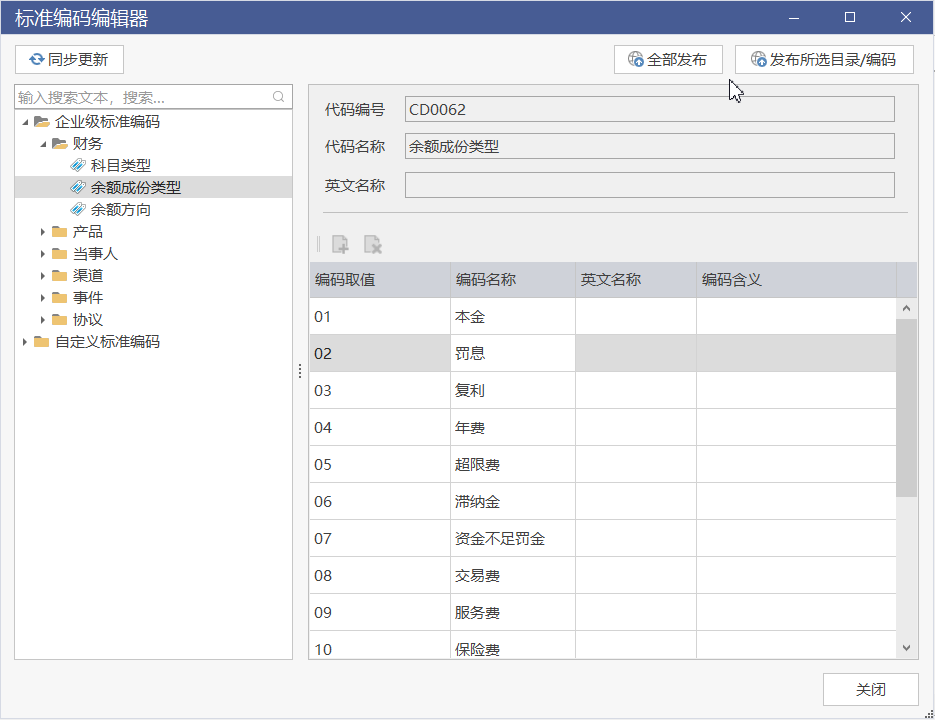 标准编码编辑器
同步更新
全部发布
发布所选目录/编码
输入搜索文本，搜索...
企业级标准编码
财务
科目类型
余额成份类型
余额方向
产品
当事人
渠道
事件
协议
自定义标准编码
代码编号 CD0062
代码名称 余额成份类型
英文名称
编码取值 编码名称 英文名称 编码含义
01 本金
02 罚息
03 复利
04 年费
05 超限费
06 滞纳金
07 资金不足罚金
08 交易费
09 服务费
10 保险费
关闭